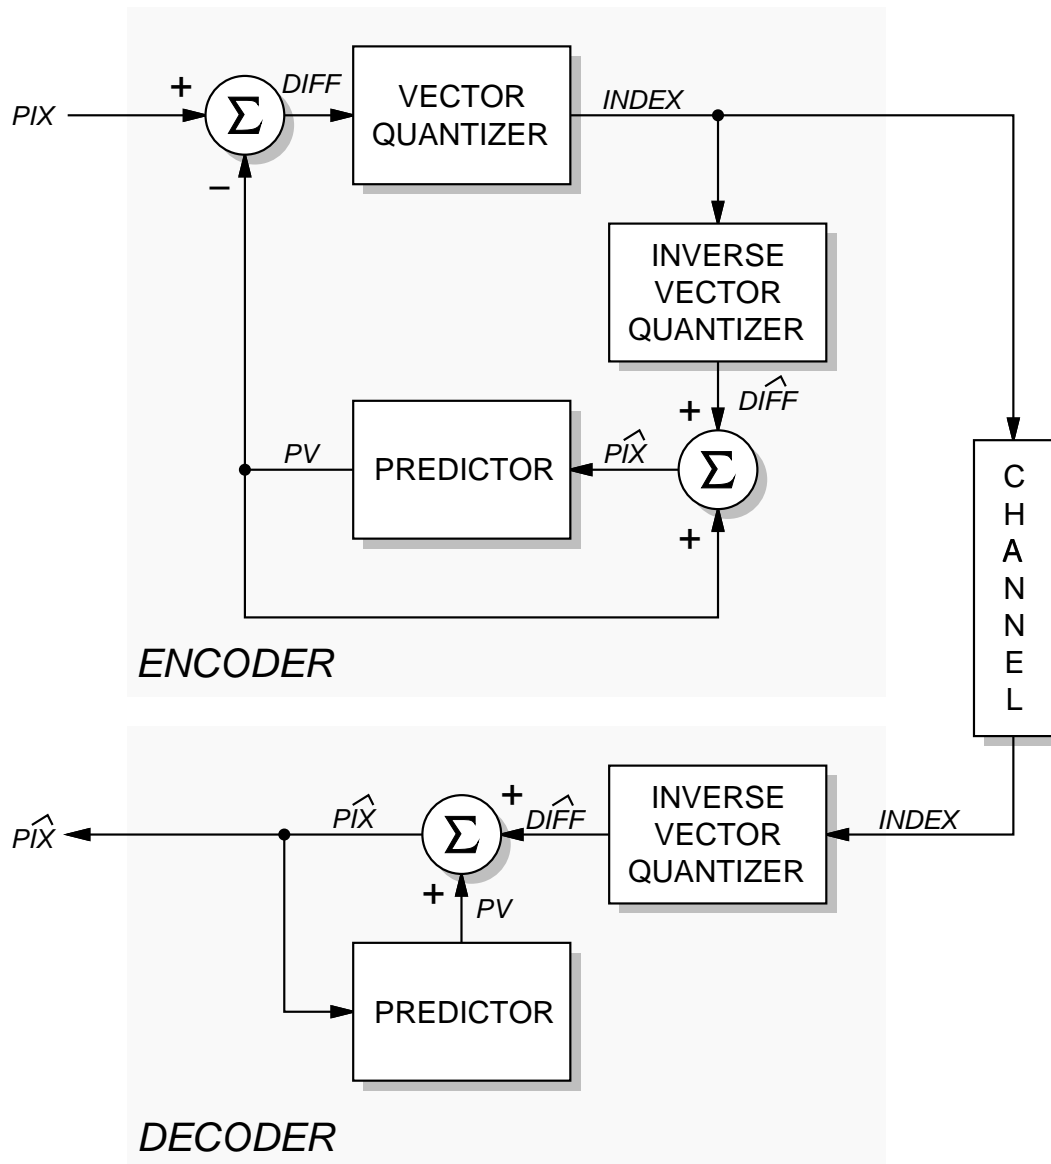 PIX
+
Σ
−
DIFF
VECTOR
QUANTIZER
INDEX
INVERSE
VECTOR
QUANTIZER
DIFF^
+
Σ
+
PIX^
PREDICTOR
PV
ENCODER
C
H
A
N
N
E
L
INDEX
INVERSE
VECTOR
QUANTIZER
DIFF^
+
Σ
+
PV
PIX^
PIX^
PREDICTOR
DECODER